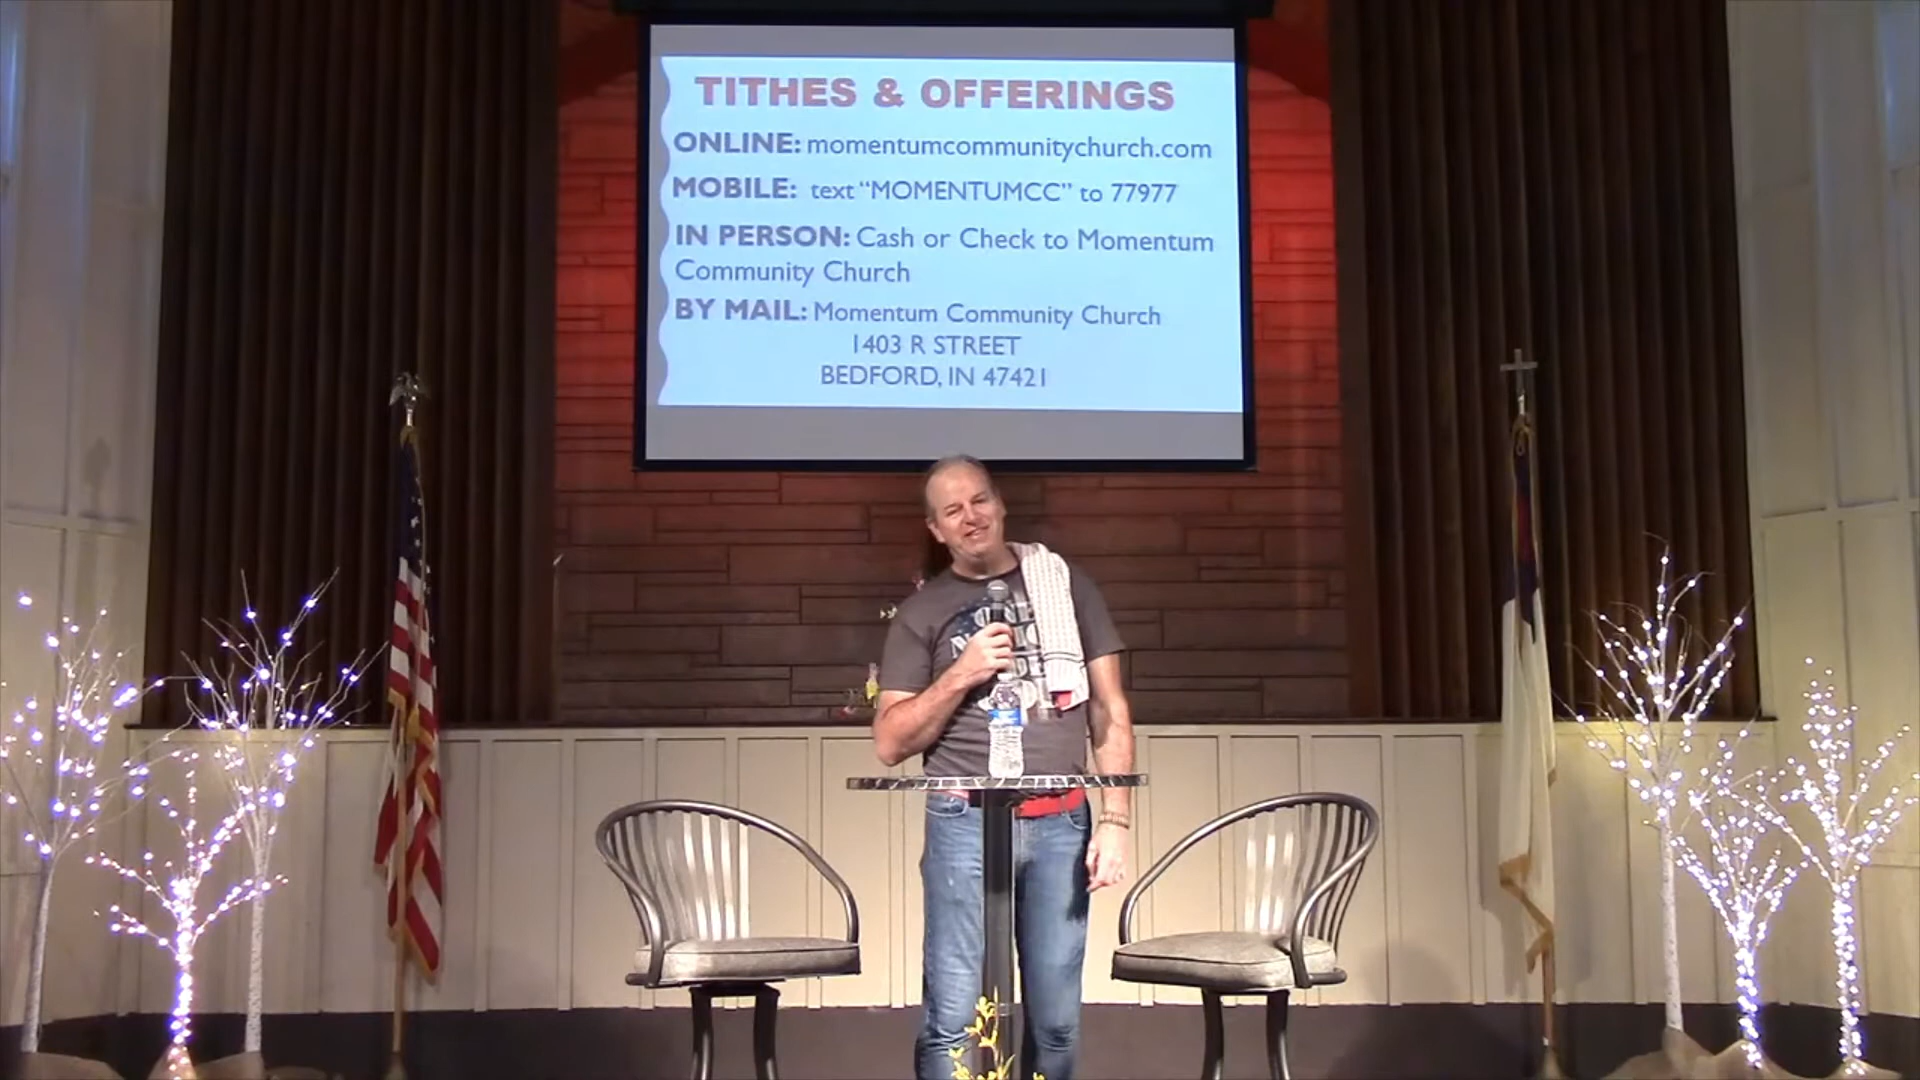 TITHES & OFFERINGS
ONLINE: momentumcommunitychurch.com
MOBILE: text “MOMENTUMCC” to 77977
IN PERSON: Cash or Check to Momentum
Community Church
BY MAIL: Momentum Community Church
1403 R STREET
BEDFORD, IN 47421